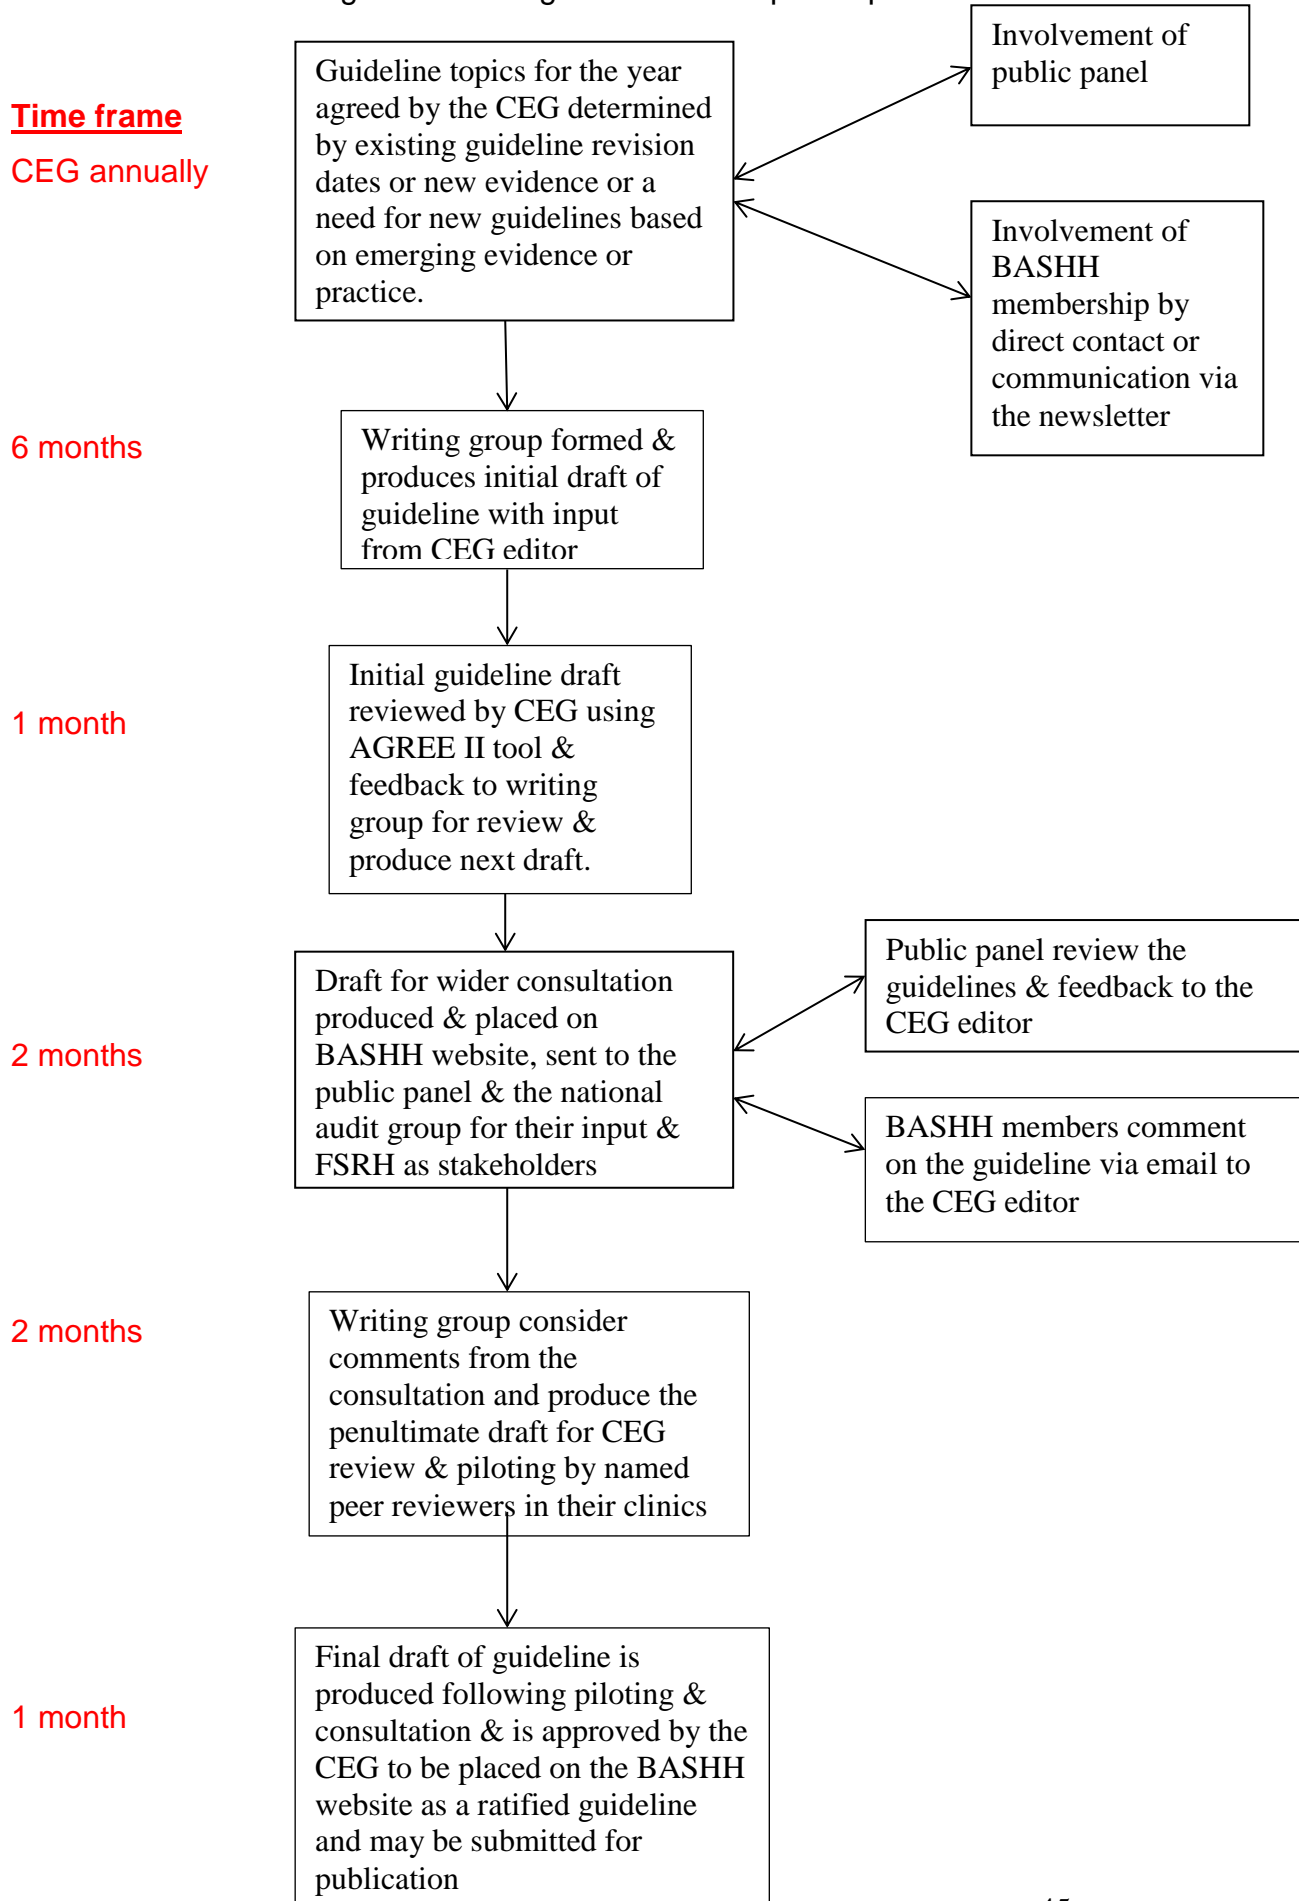 Involvement of
public panel
Guideline topics for the year
agreed by the CEG determined
by existing guideline revision
dates or new evidence or a
need for new guidelines based
on emerging evidence or
practice.
Time frame
CEG annually
Involvement of
BASHH
membership by
direct contact or
communication via
the newsletter
6 months
Writing group formed &
produces initial draft of
guideline with input
from CEG editor
1 month
Initial guideline draft
reviewed by CEG using
AGREE II tool &
feedback to writing
group for review &
produce next draft.
2 months
Draft for wider consultation
produced & placed on
BASHH website, sent to the
public panel & the national
audit group for their input &
FSRH as stakeholders
Public panel review the
guidelines & feedback to the
CEG editor
BASHH members comment
on the guideline via email to
the CEG editor
2 months
Writing group consider
comments from the
consultation and produce the
penultimate draft for CEG
review & piloting by named
peer reviewers in their clinics
1 month
Final draft of guideline is
produced following piloting &
consultation & is approved by the
CEG to be placed on the BASHH
website as a ratified guideline
and may be submitted for
publication